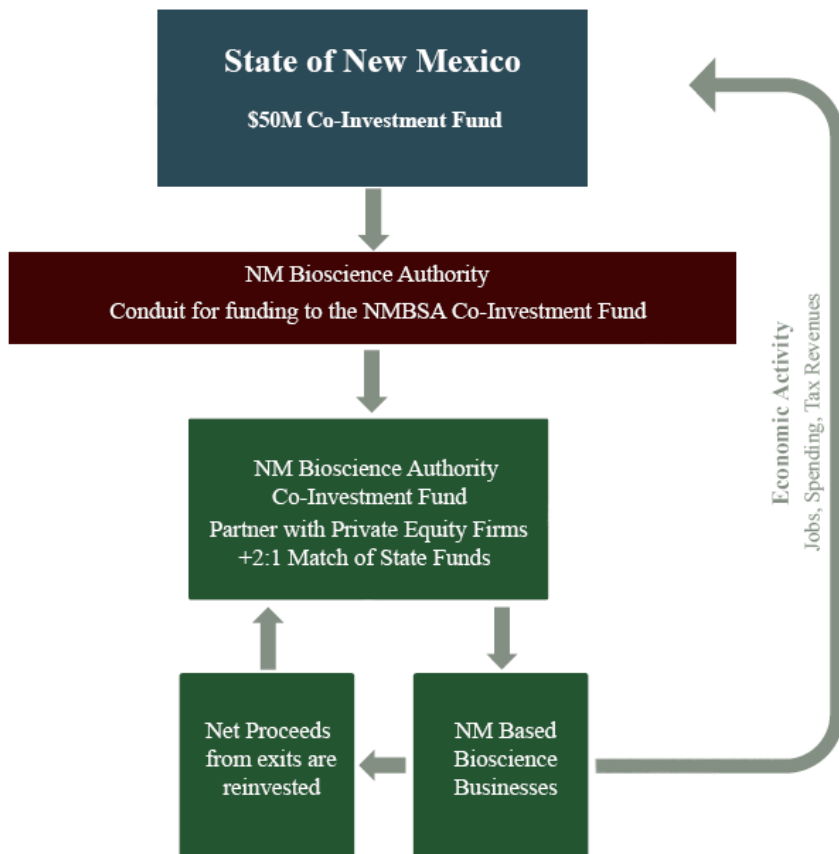 State of New Mexico
$50M Co-Investment Fund
NM Bioscience Authority
Conduit for funding to the NMBSA Co-Investment Fund
NM Bioscience Authority
Co-Investment Fund
Partner with Private Equity Firms
+2:1 Match of State Funds
Net Proceeds
from exits are
reinvested
NM Based
Bioscience
Businesses
Economic Activity
Jobs, Spending, Tax Revenues